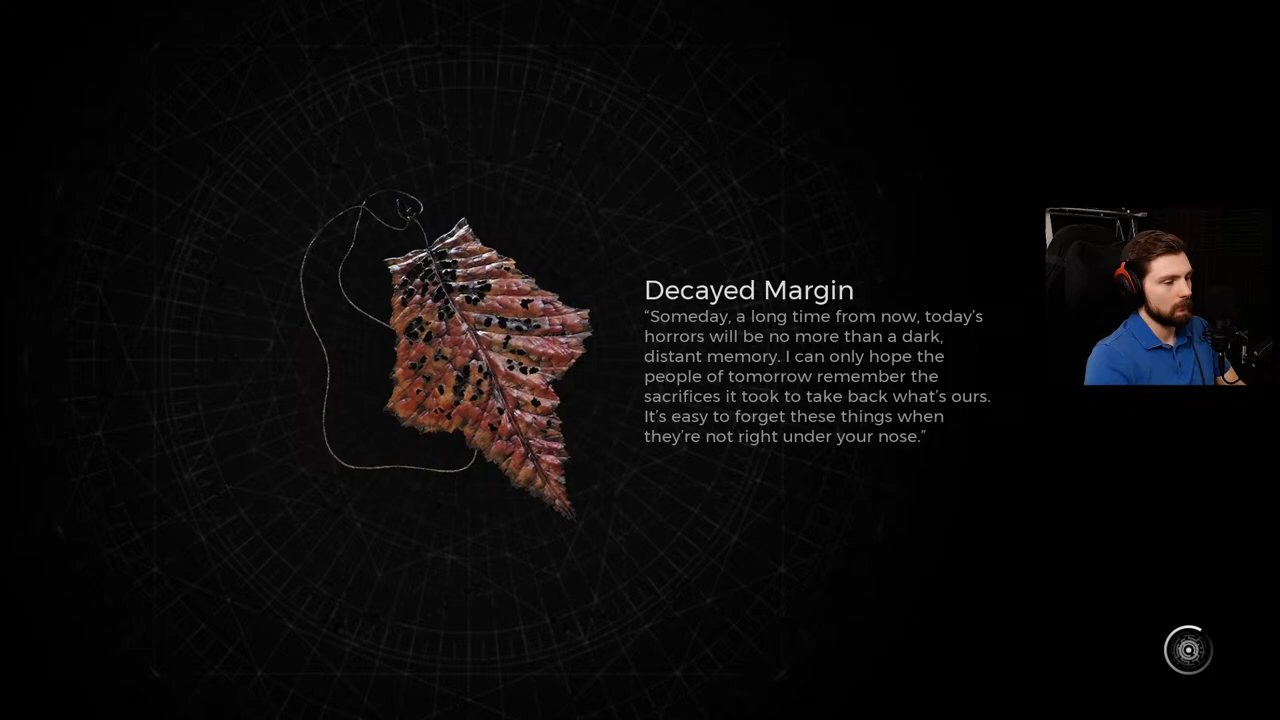 Decayed Margin
“Someday, a long time from now, today’s
horrors will be no more than a dark,
distant memory. I can only hope the
people of tomorrow remember the
sacrifices it took to take back what’s ours.
It’s easy to forget these things when
they’re not right under your nose.”